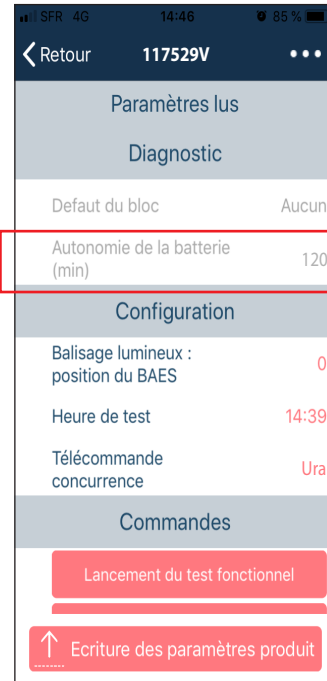 SFR 4G 14:46 85 %
Retour 117529V
Paramètres lus
Diagnostic
Defaut du bloc Aucun
Autonomie de la batterie
(min) 120
Configuration
Balisage lumineux :
position du BAES 0
Heure de test 14:39
Télécommande
concurrence Ura
Commandes
Lancement du test fonctionnel
Ecriture des paramètres produit